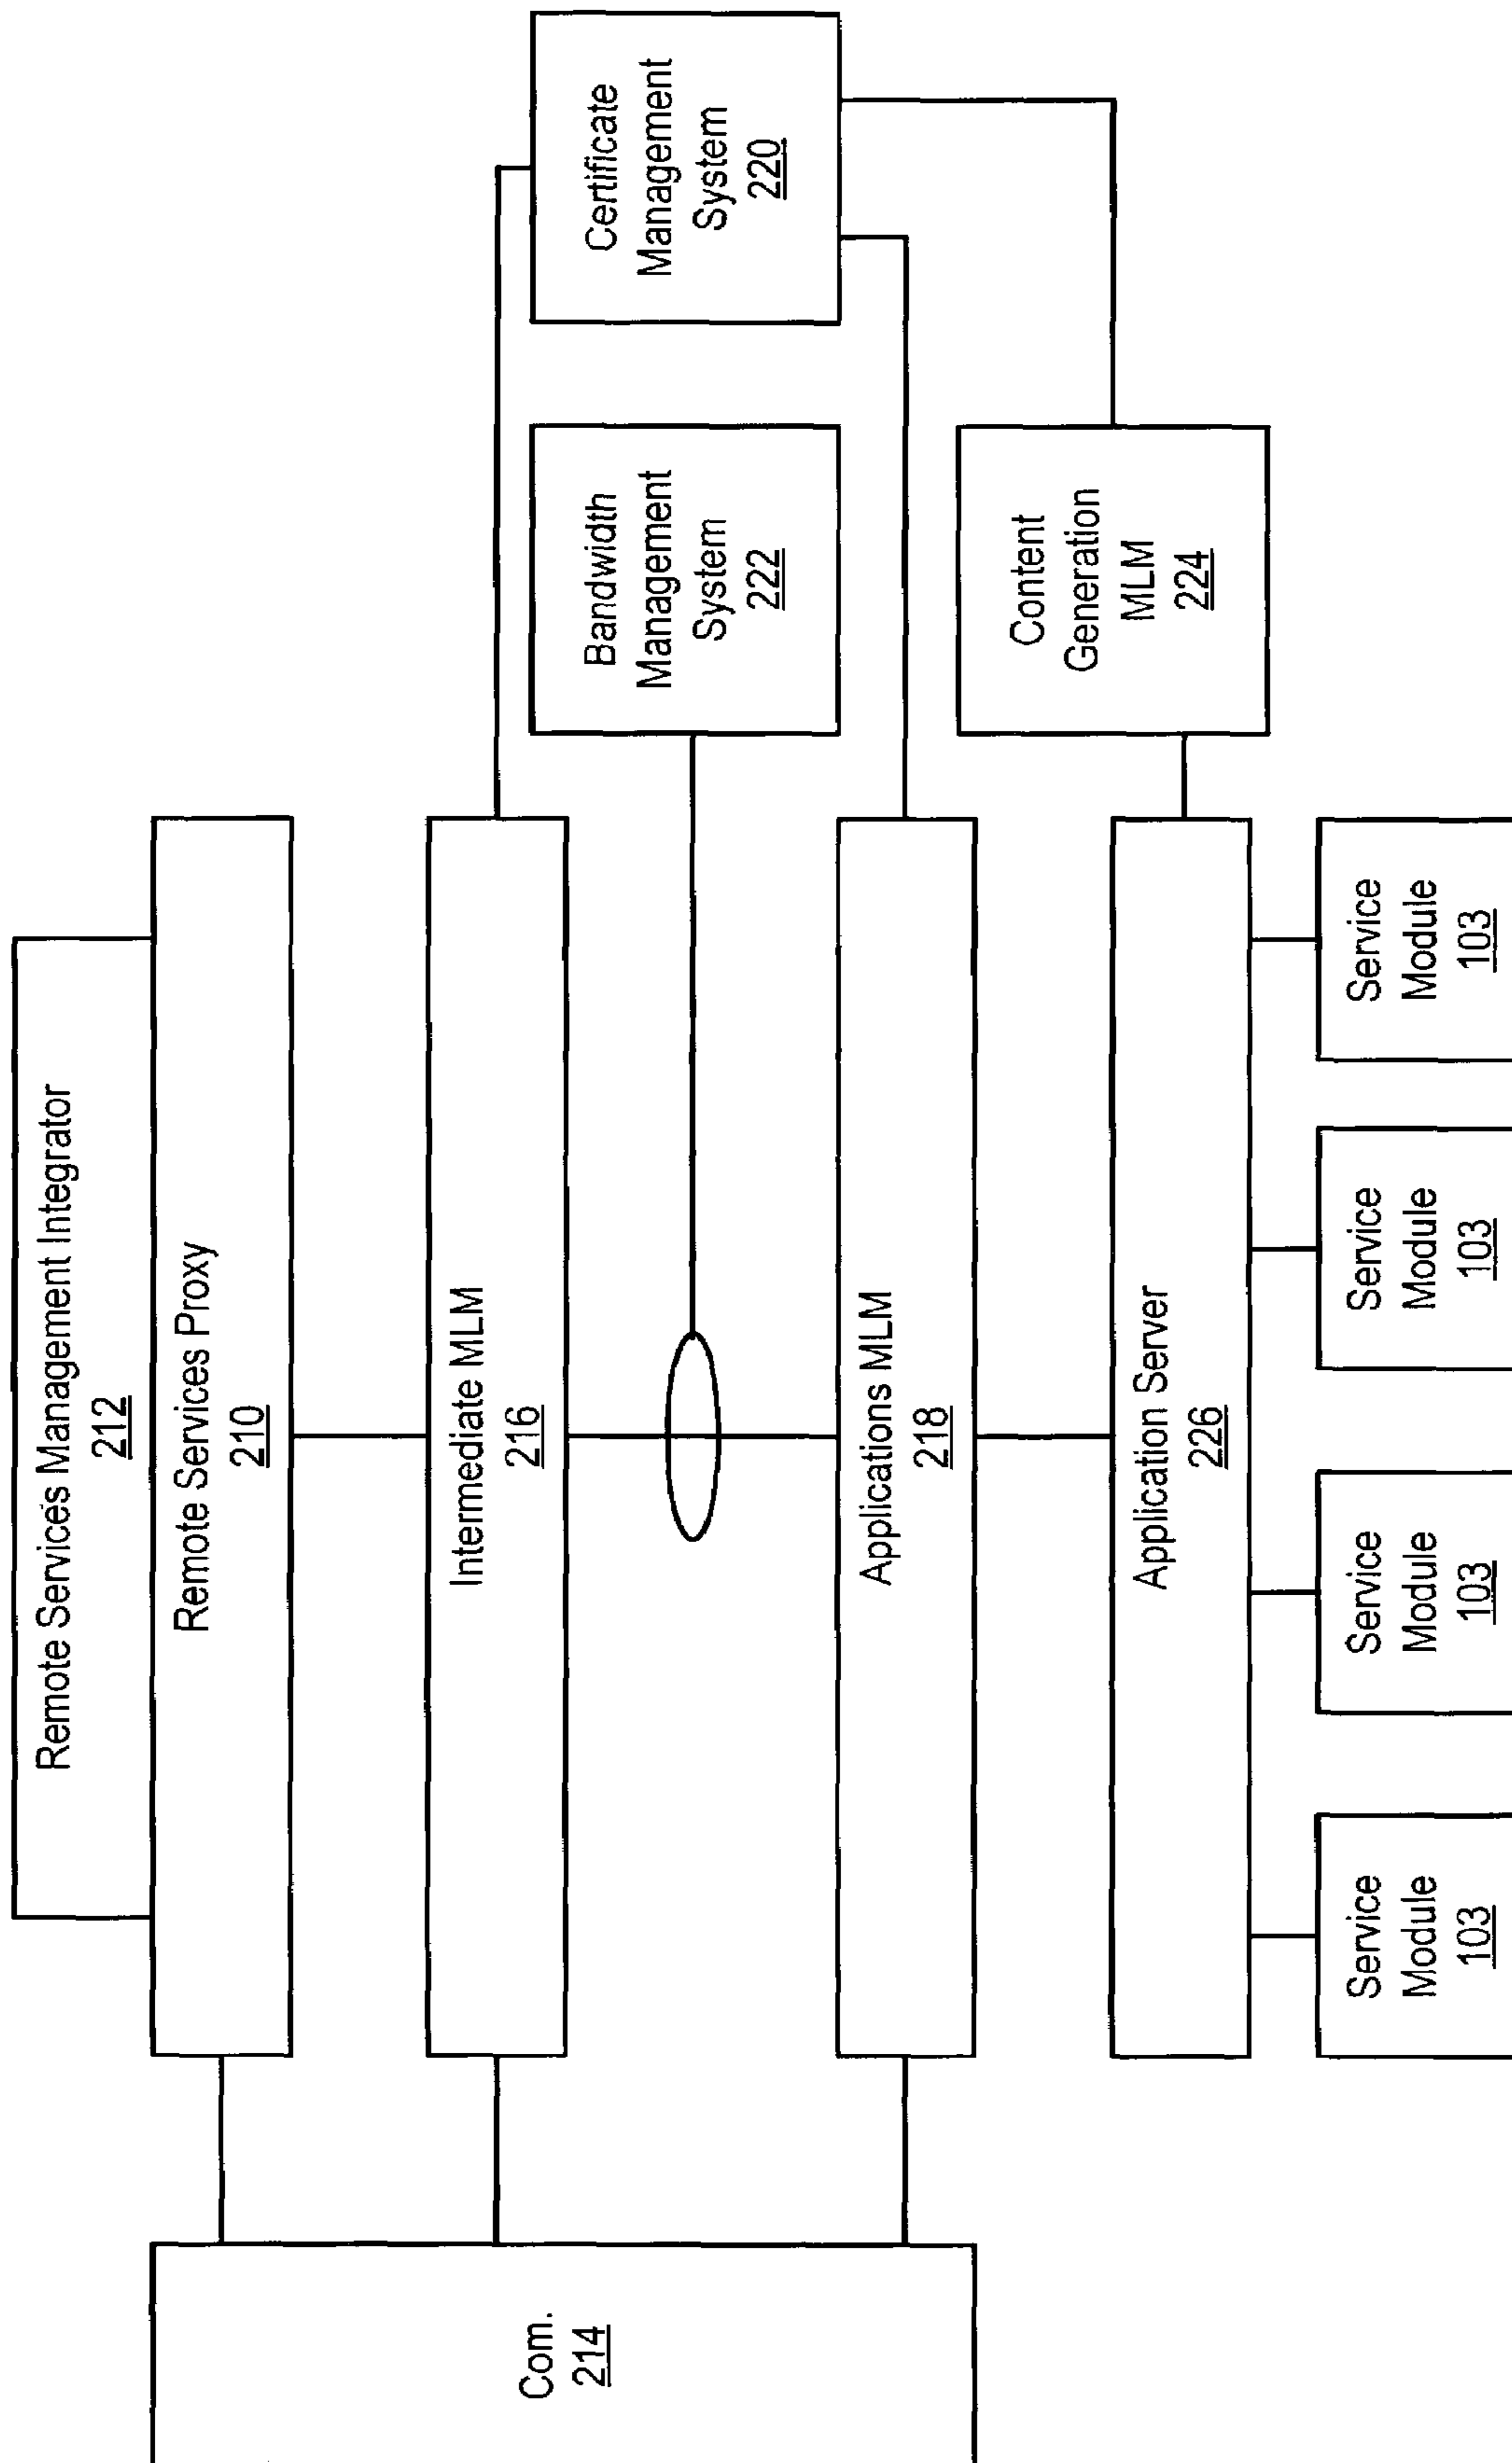 Remote Services Management Integrator
212
Remote Services Proxy
210
Com.
214
Intermediate MLM
216
Certificate
Management
System
220
Bandwidth
Management
System
222
Applications MLM
218
Content
Generation
MLM
224
Application Server
226
Service
Module
103
Service
Module
103
Service
Module
103
Service
Module
103